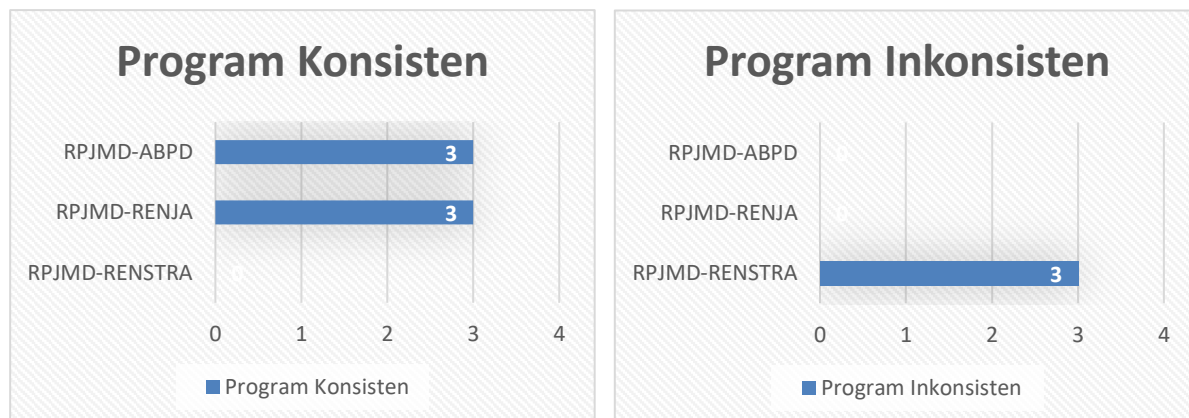 Program Konsisten
RPJMD-ABPD
3
RPJMD-RENJA
3
RPJMD-RENSTRA
0
0 1 2 3 4
Program Konsisten
Program Inkonsisten
RPJMD-ABPD
0
RPJMD-RENJA
0
RPJMD-RENSTRA
3
0 1 2 3 4
Program Inkonsisten